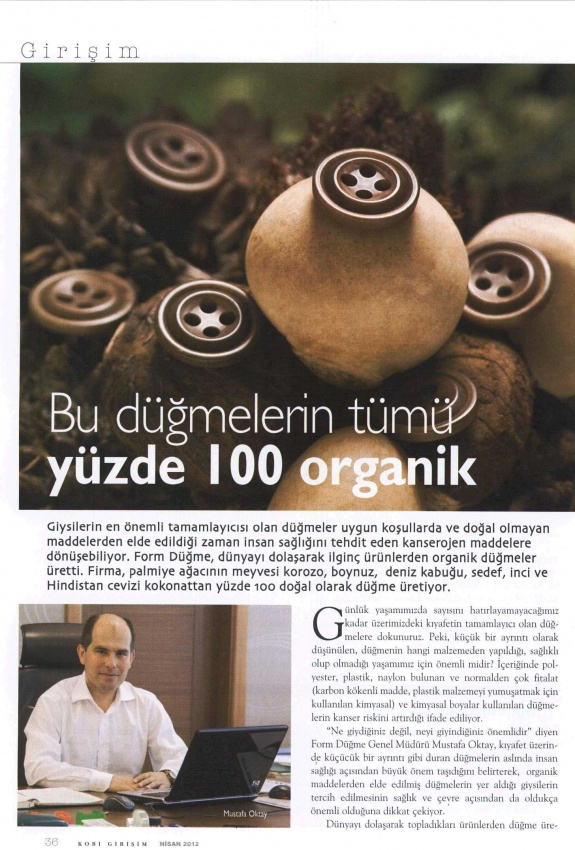 Girişim
Bu düğmelerin tümü
yüzde 100 organik
Giysilerin en önemli tamamlayıcısı olan düğmeler uygun koşullarda ve doğal olmayan
maddelerden elde edildiği zaman insan sağlığını tehdit eden kanserojen maddelere
dönüşebiliyor. Form Düğme, dünyayı dolaşarak ilginç ürünlerden organik düğmeler
üretti. Firma, palmiye ağacının meyvesi korozo, boynuz, deniz kabuğu, sedef, inci ve
Hindistan cevizi kokonattan yüzde 100 doğal olarak düğme üretiyor.
Mustafa Oktay
Günlük yaşamımızda sayısını hatırlayamayacağımız
kadar üzerimizdeki kıyafetin tamamlayıcı olan düğ-
melere dokunuruz. Peki, küçük bir ayrıntı olarak
düşünülen, düğmenin hangi malzemeden yapıldığı, sağlıklı
olup olmadığı yaşamımız için önemli midir? İçeriğinde pol-
yester, plastik, naylon bulunan ve normalden çok fitalat
(karbon kökenli madde, plastik malzemeyi yumuşatmak için
kullanılan kimyasal) ve kimyasal boyalar kullanılan düğme-
lerin kanser riskini artırdığı ifade ediliyor.
"Ne giydiğiniz değil, neyi giyindiğiniz önemlidir" diyen
Form Düğme Genel Müdürü Mustafa Oktay, kıyafet üzerin-
de küçücük bir ayrıntı gibi duran düğmelerin aslında insan
sağlığı açısından büyük önem taşıdığını belirterek, organik
maddelerden elde edilmiş düğmelerin yer aldığı giysilerin
tercih edilmesinin sağlık ve çevre açısından da oldukça
önemli olduğuna dikkat çekiyor.
Dünyayı dolaşarak topladıkları ürünlerden düğme üre-
36 KOBİ GİRİŞİM NİSAN 2012